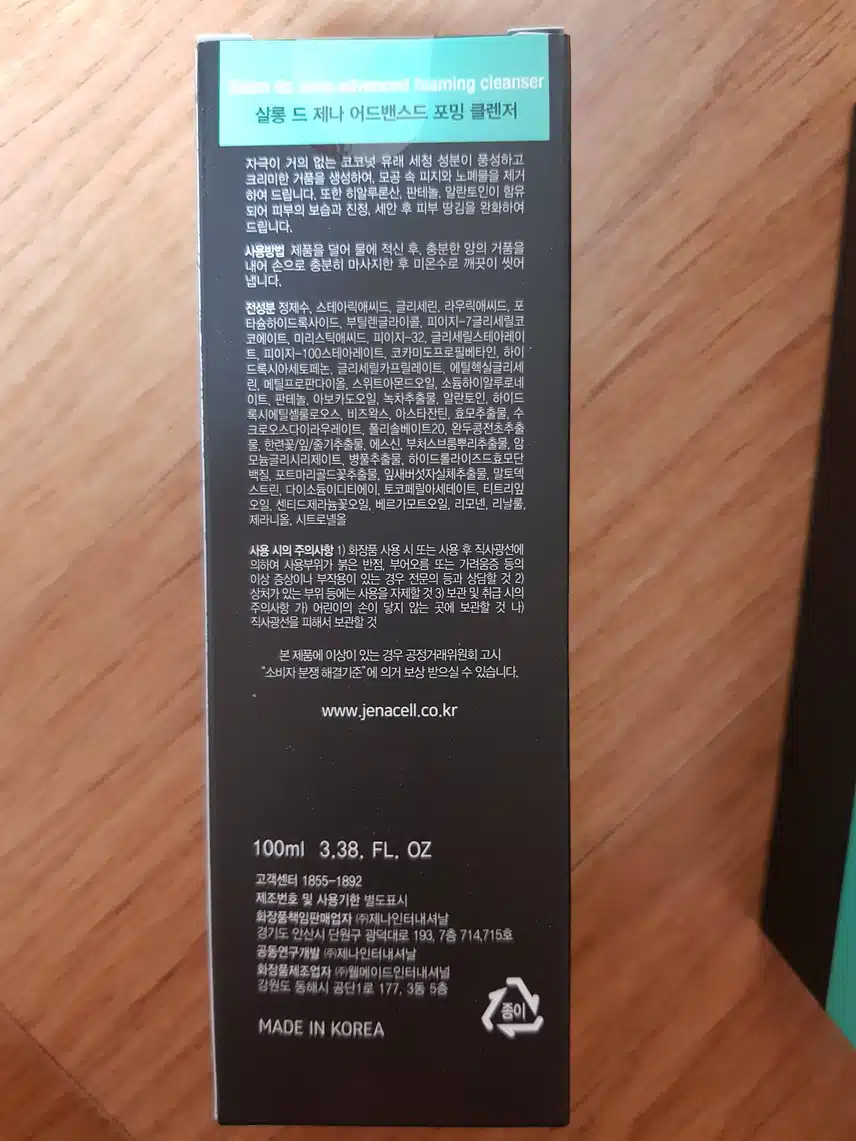 Salon de Jena advanced foaming cleanser
살롱 드 제나 어드밴스드 포밍 클렌저
자극이 거의 없는 코코넛 유래 세정 성분이 풍성하고
크리미한 거품을 생성하여, 모공 속 피지와 노폐물을 제거
하여 드립니다. 또한 히알루론산, 판테놀, 알란토인이 함유
되어 피부의 보습과 진정, 세안 후 피부 땅김을 완화하여
드립니다.
사용방법 제품을 덜어 물에 적신 후, 충분한 양의 거품을
내어 손으로 충분히 마사지한 후 미온수로 깨끗이 씻어
냅니다.
전성분 정제수, 스테아릭애씨드, 글리세린, 라우릭애씨드, 포
타슘하이드록사이드, 부틸렌글라이콜, 피이지-7글리세릴코
코에이트, 미리스틱애씨드, 피이지-32, 글리세릴스테아레이
트, 피이지-100스테아레이트, 코카미도프로필베타인, 하이
드록시아세토페논, 글리세릴카프릴레이트, 에틸헥실글리세
린, 메틸프로판다이올, 스위트아몬드오일, 소듐하이알루로네
이트, 판테놀, 아보카도오일, 녹차추출물, 알란토인, 하이드
록시에틸셀룰로오스, 비즈왁스, 아스타잔틴, 효모추출물, 수
크로오스다이라우레이트, 폴리솔베이트20, 완두콩전초추출
물, 한련꽃/잎/줄기추출물, 에스신, 부처스브룸뿌리추출물, 암
모늄글리시리제이트, 병풀추출물, 하이드롤라이즈드효모단
백질, 포트마리골드꽃추출물, 잎새버섯자실체추출물, 말토덱
스트린, 다이소듐이디티에이, 토코페릴아세테이트, 티트리잎
오일, 센티드제라늄꽃오일, 베르가모트오일, 리모넨, 리날룰,
제라니올, 시트로넬올
사용 시의 주의사항 1) 화장품 사용 시 또는 사용 후 직사광선에
의하여 사용부위가 붉은 반점, 부어오름 또는 가려움증 등의
이상 증상이나 부작용이 있는 경우 전문의 등과 상담할 것 2)
상처가 있는 부위 등에는 사용을 자제할 것 3) 보관 및 취급 시의
주의사항 가) 어린이의 손이 닿지 않는 곳에 보관할 것 나)
직사광선을 피해서 보관할 것
본 제품에 이상이 있는 경우 공정거래위원회 고시
"소비자 분쟁 해결기준"에 의거 보상 받으실 수 있습니다.
www.jenacell.co.kr
100ml 3.38. FL. OZ
고객센터 1855-1892
제조번호 및 사용기한 별도표시
화장품책임판매업자 ㈜제나인터내셔날
경기도 안산시 단원구 광덕대로 193, 7층 714,715호
공동연구개발 ㈜제나인터내셔날
화장품제조업자 ㈜웰메이드인터내셔널
강원도 동해시 공단1로 177, 3동 5층
종이
MADE IN KOREA